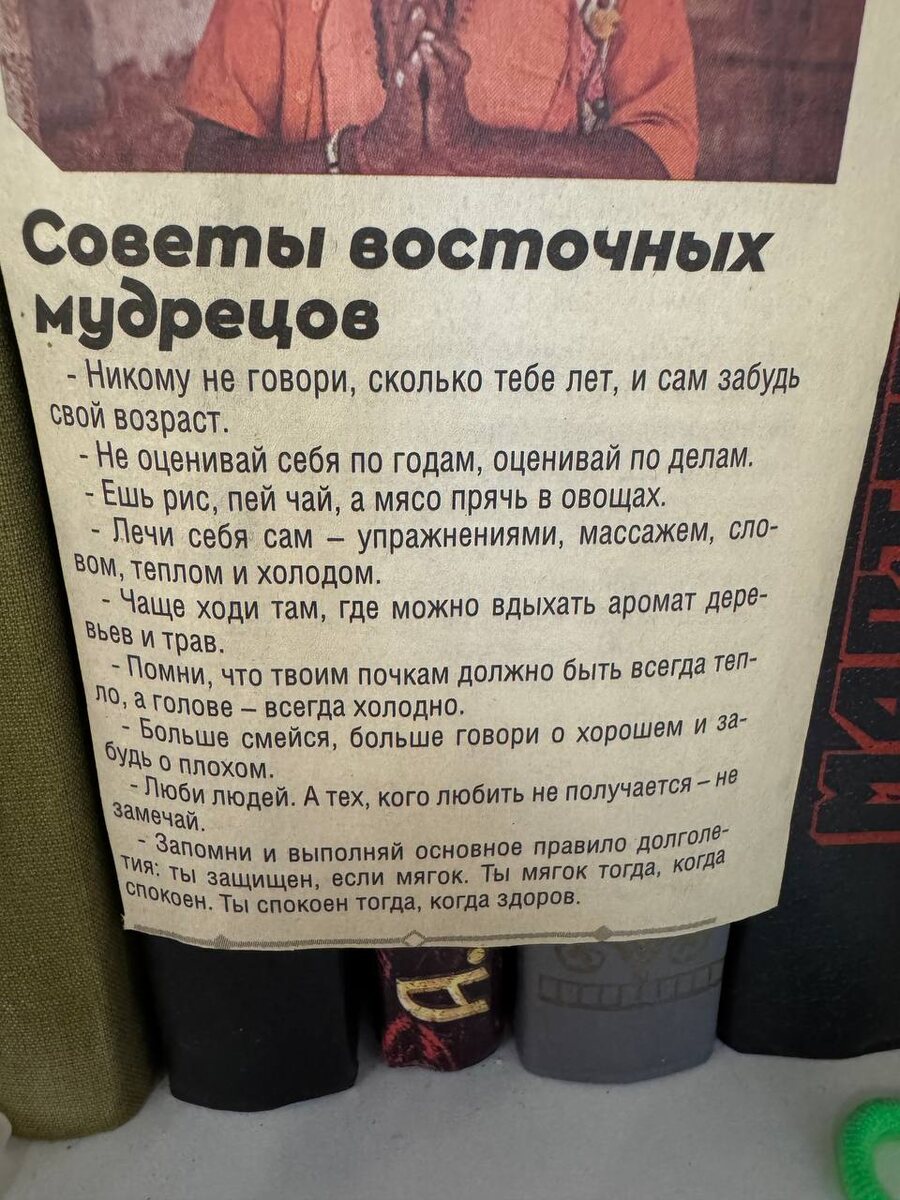 Советы восточных
мудрецов
- Никому не говори, сколько тебе лет, и сам забудь
свой возраст.
- Не оценивай себя по годам, оценивай по делам.
- Ешь рис, пей чай, а мясо прячь в овощах.
- Лечи себя сам – упражнениями, массажем, сло-
вом, теплом и холодом.
- Чаще ходи там, где можно вдыхать аромат дере-
вьев и трав.
- Помни, что твоим почкам должно быть всегда теп-
ло, а голове – всегда холодно.
- Больше смейся, больше говори о хорошем и за-
будь о плохом.
- Люби людей. А тех, кого любить не получается – не
замечай.
- Запомни и выполняй основное правило долголе-
тия: ты защищен, если мягок. Ты мягок тогда, когда
спокоен. Ты спокоен тогда, когда здоров.